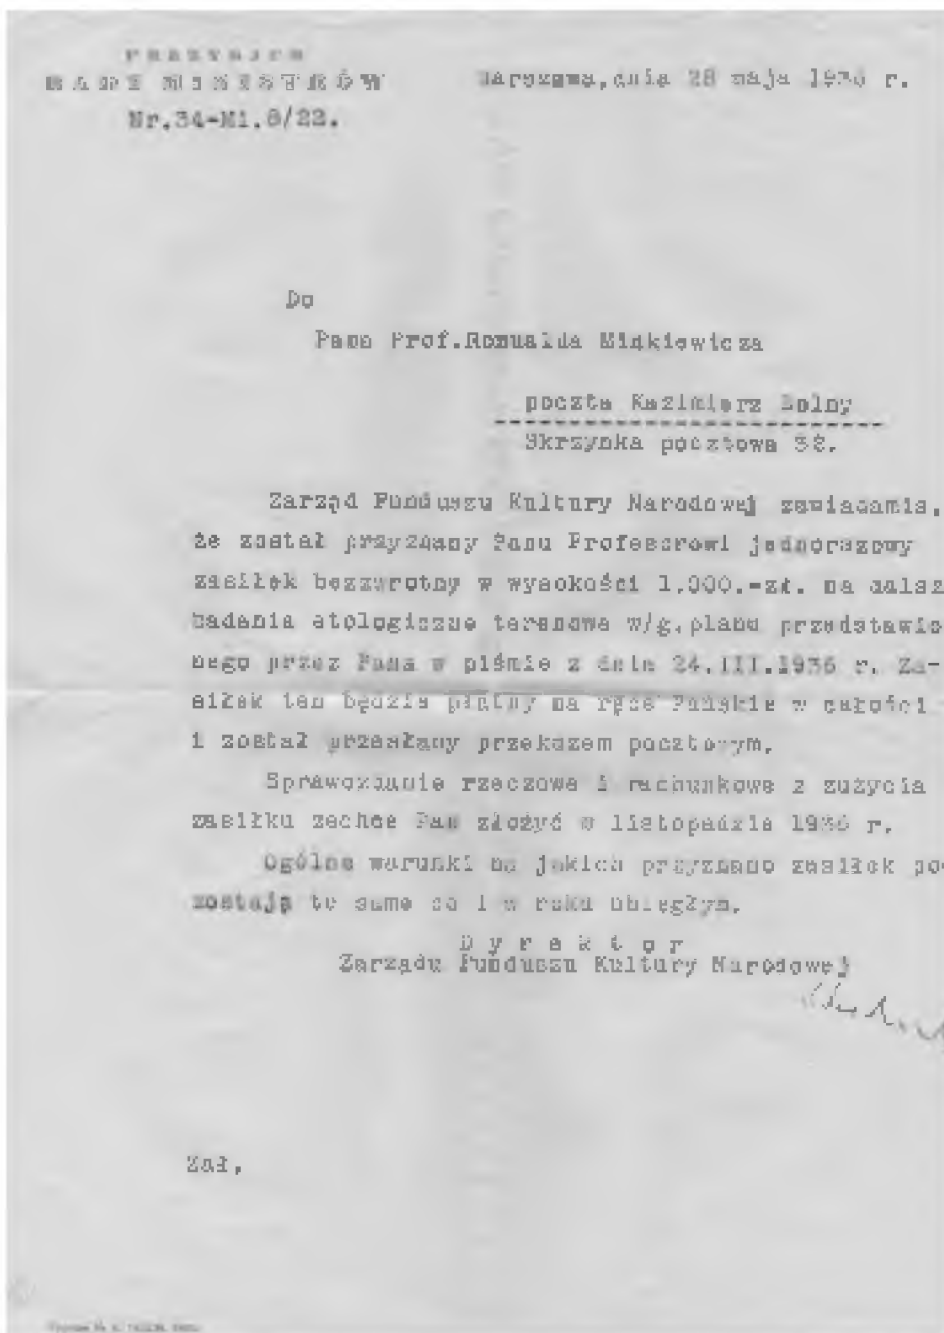 PREZYDJUM
RADY MINISTRÓW
Warszawa,dnia 28 maja 1936 r.
Nr.34-Mi.8/22.
Do
Pana Prof.Romualda Minkiewicza
poczta Kazimierz Dolny
Skrzynka pocztowa 38.
Zarząd Funduszu Kultury Narodowej zawiadamia,
że został przyznany Panu Profesorowi jednorazowy
zasiłek bezzwrotny w wysokości 1.000.-zł. na dalsz
badania etologiczne terenowe w/g.planu przedstawio
nego przez Pana w piśmie z dnia 24.III.1936 r. Za-
siłek ten będzie płatny na ręce Pańskie w całości
i został przesłany przekazem pocztowym.
Sprawozdanie rzeczowe i rachunkowe z zużycia
zasiłku zechce Pan złożyć w listopadzie 1936 r.
Ogólne warunki na jakich przyznano zasiłek po
zostają te same co i w roku ubiegłym.
D y r e k t o r
Zarządu Funduszu Kultury Narodowej
Zał.